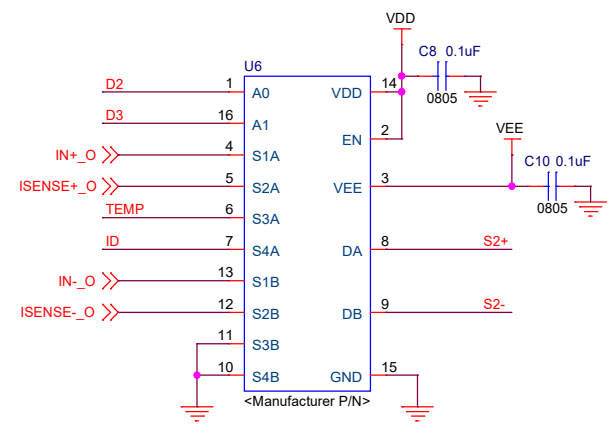 VDD
C8 0.1uF
0805
U6
D2 1 A0 VDD 14
D3 16 A1 EN 2
VEE
C10 0.1uF
0805
IN+_O 4 S1A
ISENSE+_O 5 S2A VEE 3
TEMP 6 S3A
ID 7 S4A DA 8 S2+
IN-_O 13 S1B
ISENSE-_O 12 S2B DB 9 S2-
11 S3B
10 S4B GND 15
<Manufacturer P/N>